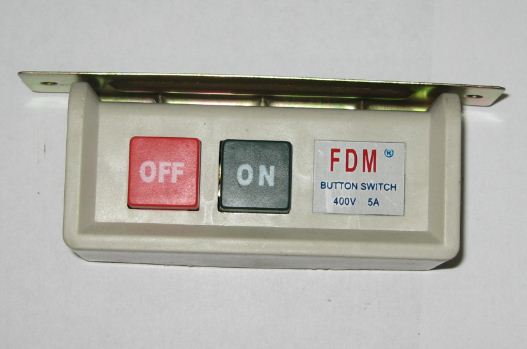 OFF
ON
FDM ®
BUTTON SWITCH
400V 5A